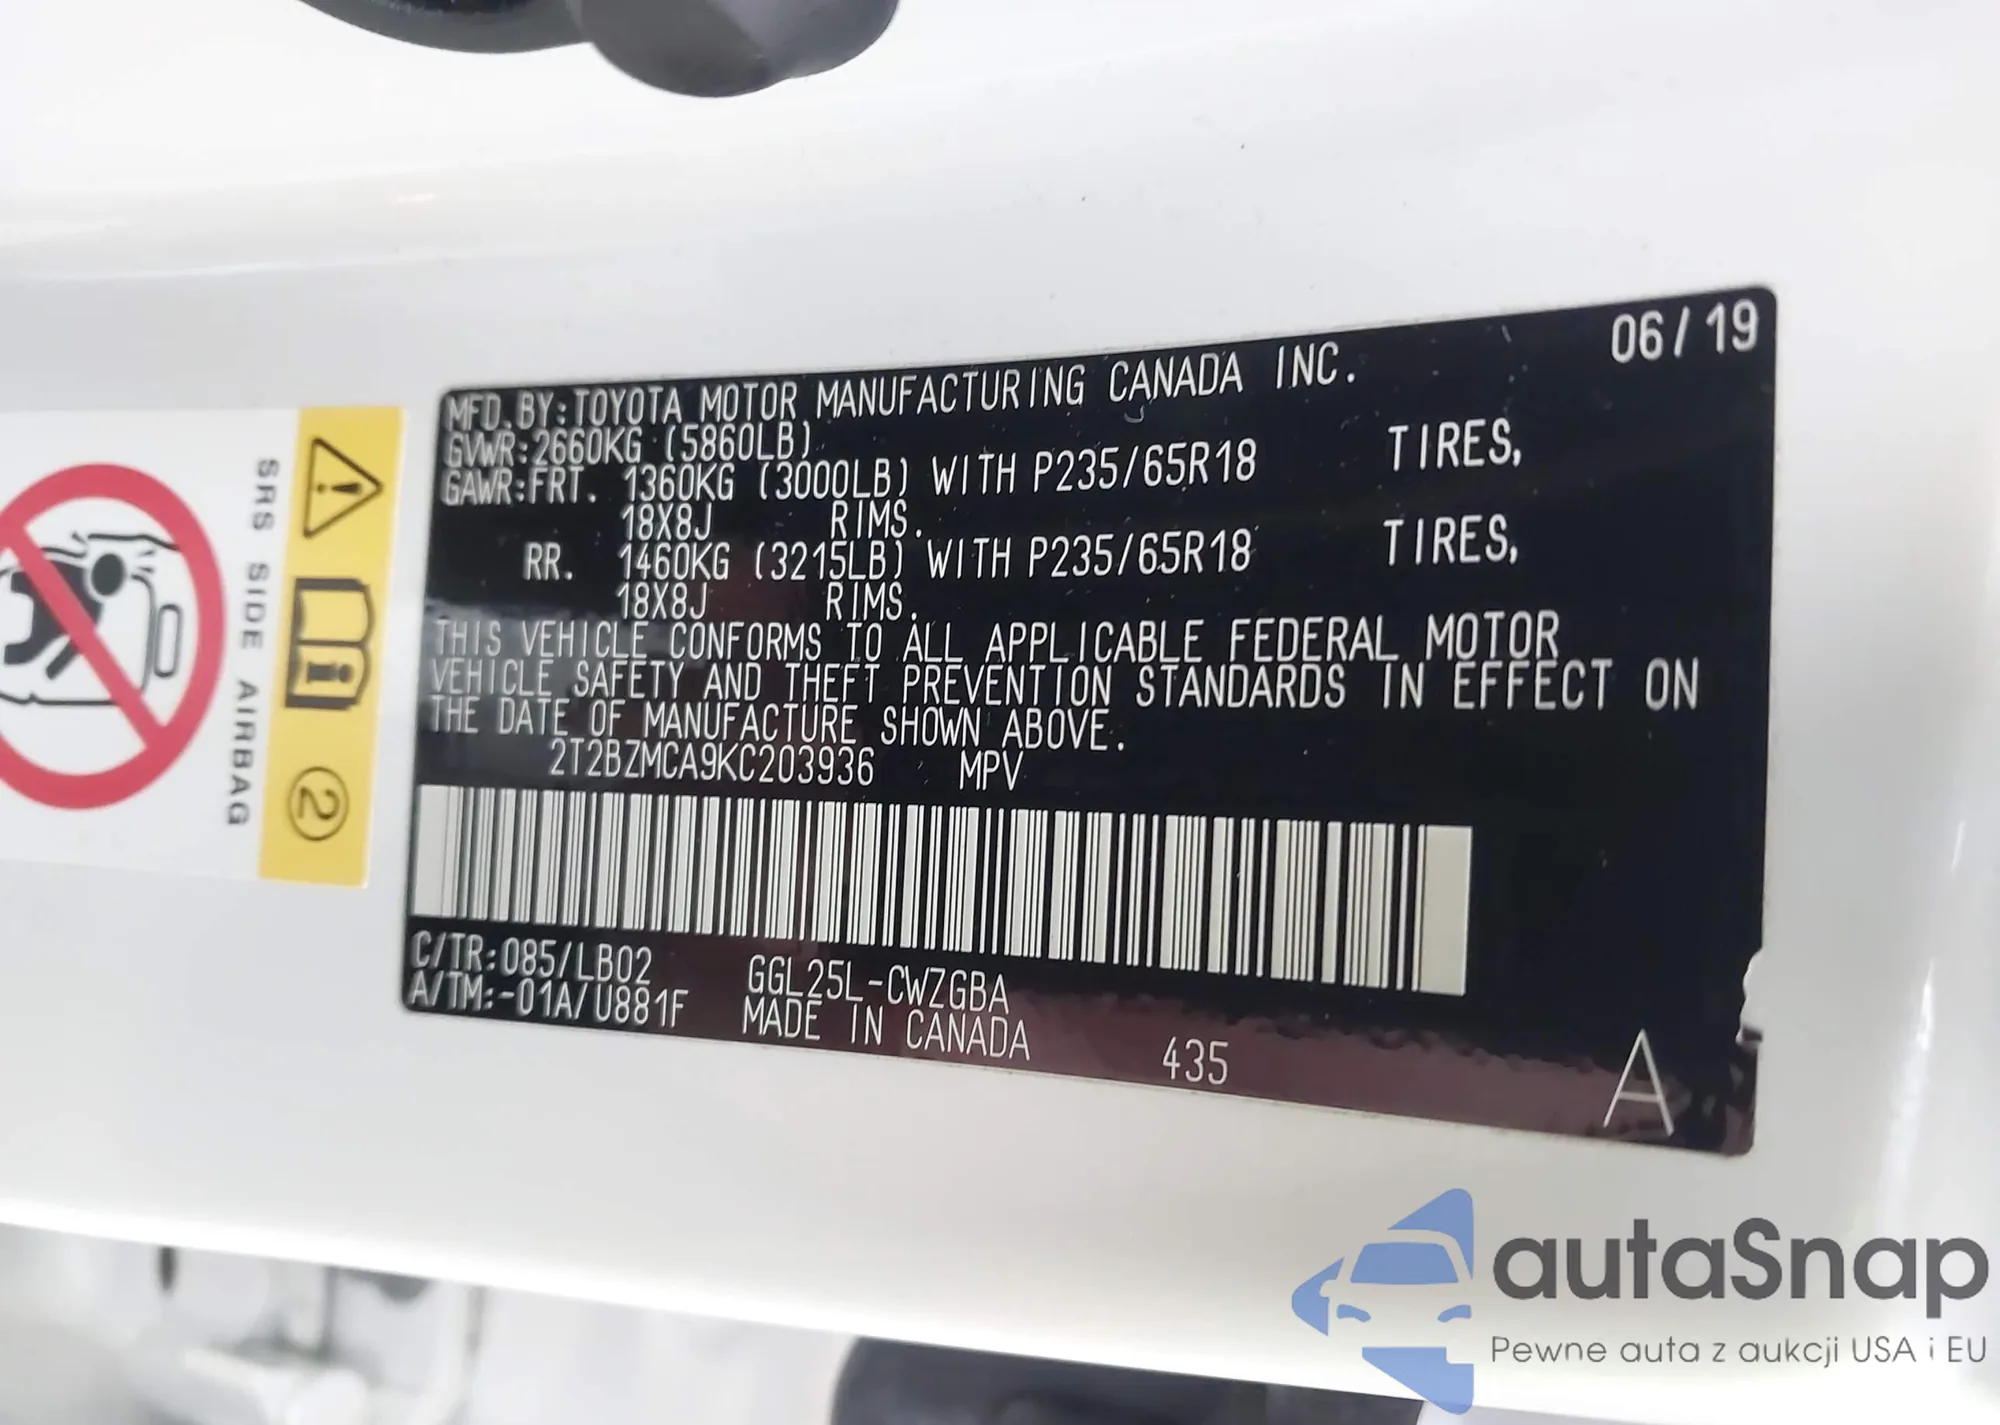 06/19
MFD. BY: TOYOTA MOTOR MANUFACTURING CANADA INC.
GVWR: 2660KG (5860LB)
GAWR: FRT. 1360KG (3000LB) WITH P235/65R18 TIRES,
18X8J RIMS.
RR. 1460KG (3215LB) WITH P235/65R18 TIRES,
18X8J RIMS.
THIS VEHICLE CONFORMS TO ALL APPLICABLE FEDERAL MOTOR
VEHICLE SAFETY AND THEFT PREVENTION STANDARDS IN EFFECT ON
THE DATE OF MANUFACTURE SHOWN ABOVE.
2T2BZMCA9KC203936 MPV
C/TR: 085/LB02 GGL25L-CWZGBA
A/TM: -01A/U881F MADE IN CANADA 435 A
SRS SIDE AIRBAG
2
autaSnap
Pewne auta z aukcji USA i EU